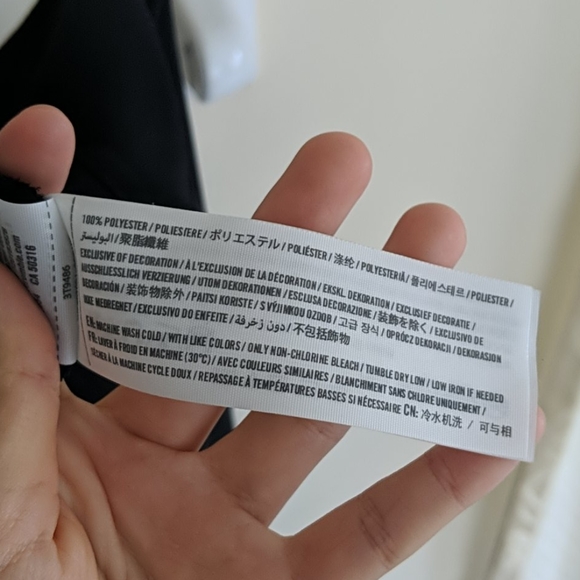 100% POLYESTER / POLIESTERE / ポリエステル / POLIÉSTER / 涤纶 / POLYESTER IÁ/ 폴리에스테르 / POLIESTER /
البوليستر / 聚脂纖維
EXCLUSIVE OF DECORATION / À L'EXCLUSION DE LA DÉCORATION / EKSKL. DEKORATION / EXCLUSIEF DECORATIE /
AUSSCHLIESSLICH VERZIERUNG / UTOM DEKORATIONEN / ESCLUSA DECORAZIONE / 装飾を除く / EXCLUSIVO DE
DECORACIÓN / 装饰物除外 / PAITSI KORISTE / S VÝJIMKOU OZDOB / 고급 장식 / OPRÓCZ DEKORACJI / DEKORASJON
IKKE MEDREGNET / EXCLUSIVO DO ENFEITE / دون زخرفة / 不包括飾物
EN: MACHINE WASH COLD / WITH LIKE COLORS / ONLY NON-CHLORINE BLEACH / TUMBLE DRY LOW / LOW IRON IF NEEDED
FR: LAVER À FROID EN MACHINE (30°C) / AVEC COULEURS SIMILAIRES / BLANCHIMENT SANS CHLORE UNIQUEMENT /
SÉCHER À LA MACHINE CYCLE DOUX / REPASSAGE À TEMPÉRATURES BASSES SI NÉCESSAIRE CN: 冷水机洗 / 可与相
3T9486
CA 50316